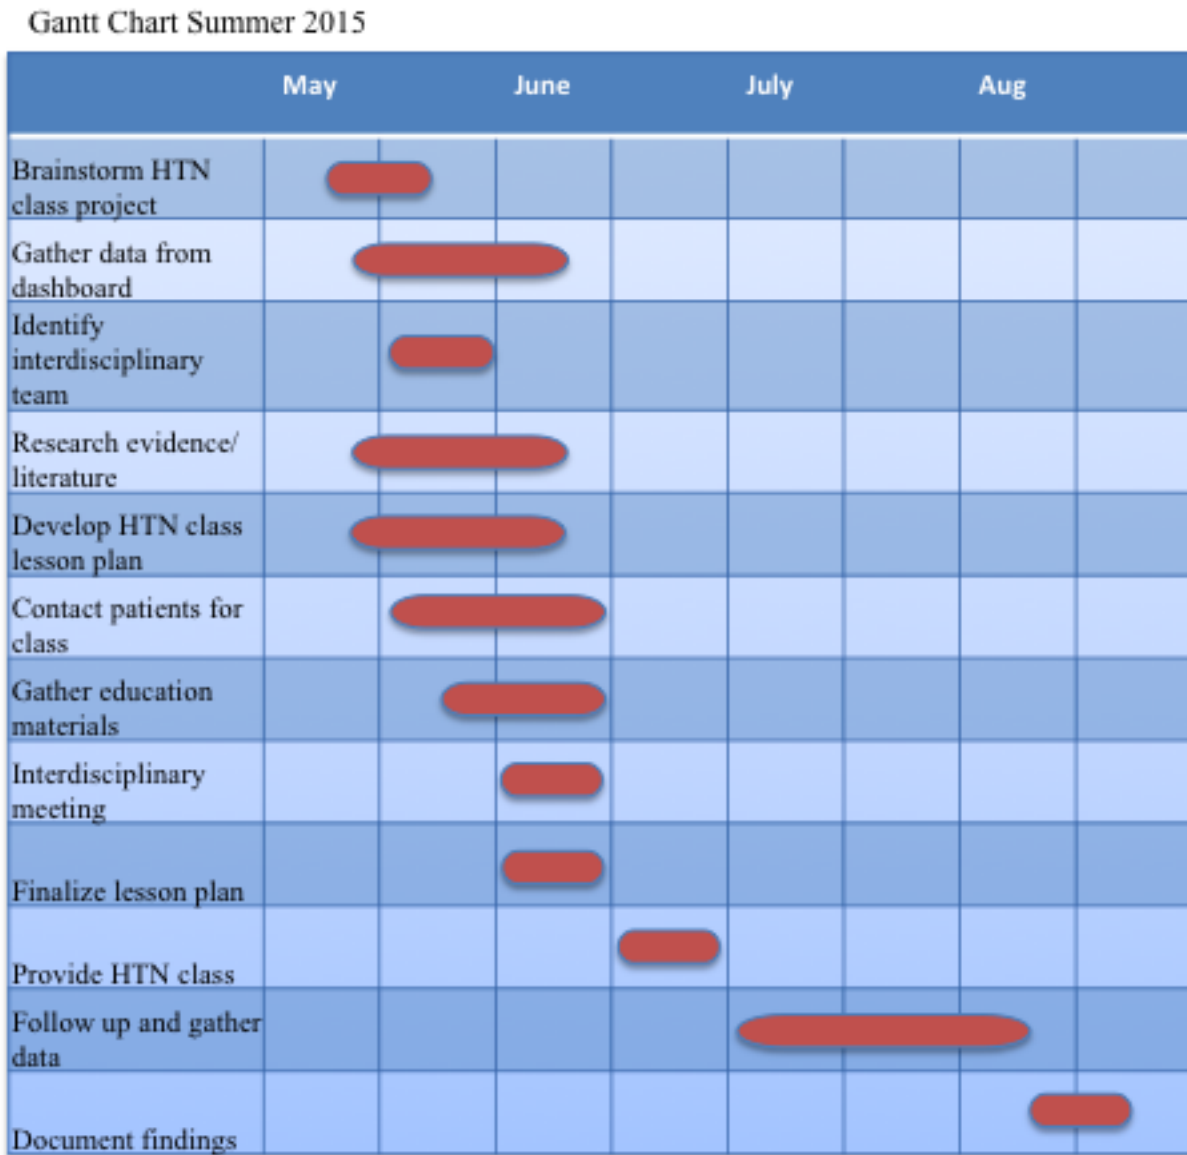 Gantt Chart Summer 2015
May June July Aug
Brainstorm HTN
class project
Gather data from
dashboard
Identify
interdisciplinary
team
Research evidence/
literature
Develop HTN class
lesson plan
Contact patients for
class
Gather education
materials
Interdisciplinary
meeting
Finalize lesson plan
Provide HTN class
Follow up and gather
data
Document findings